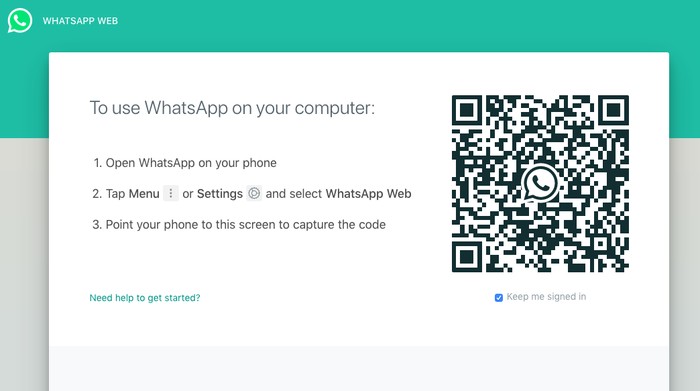 WHATSAPP WEB
To use WhatsApp on your computer:
1. Open WhatsApp on your phone
2. Tap Menu or Settings and select WhatsApp Web
3. Point your phone to this screen to capture the code
Need help to get started?
Keep me signed in